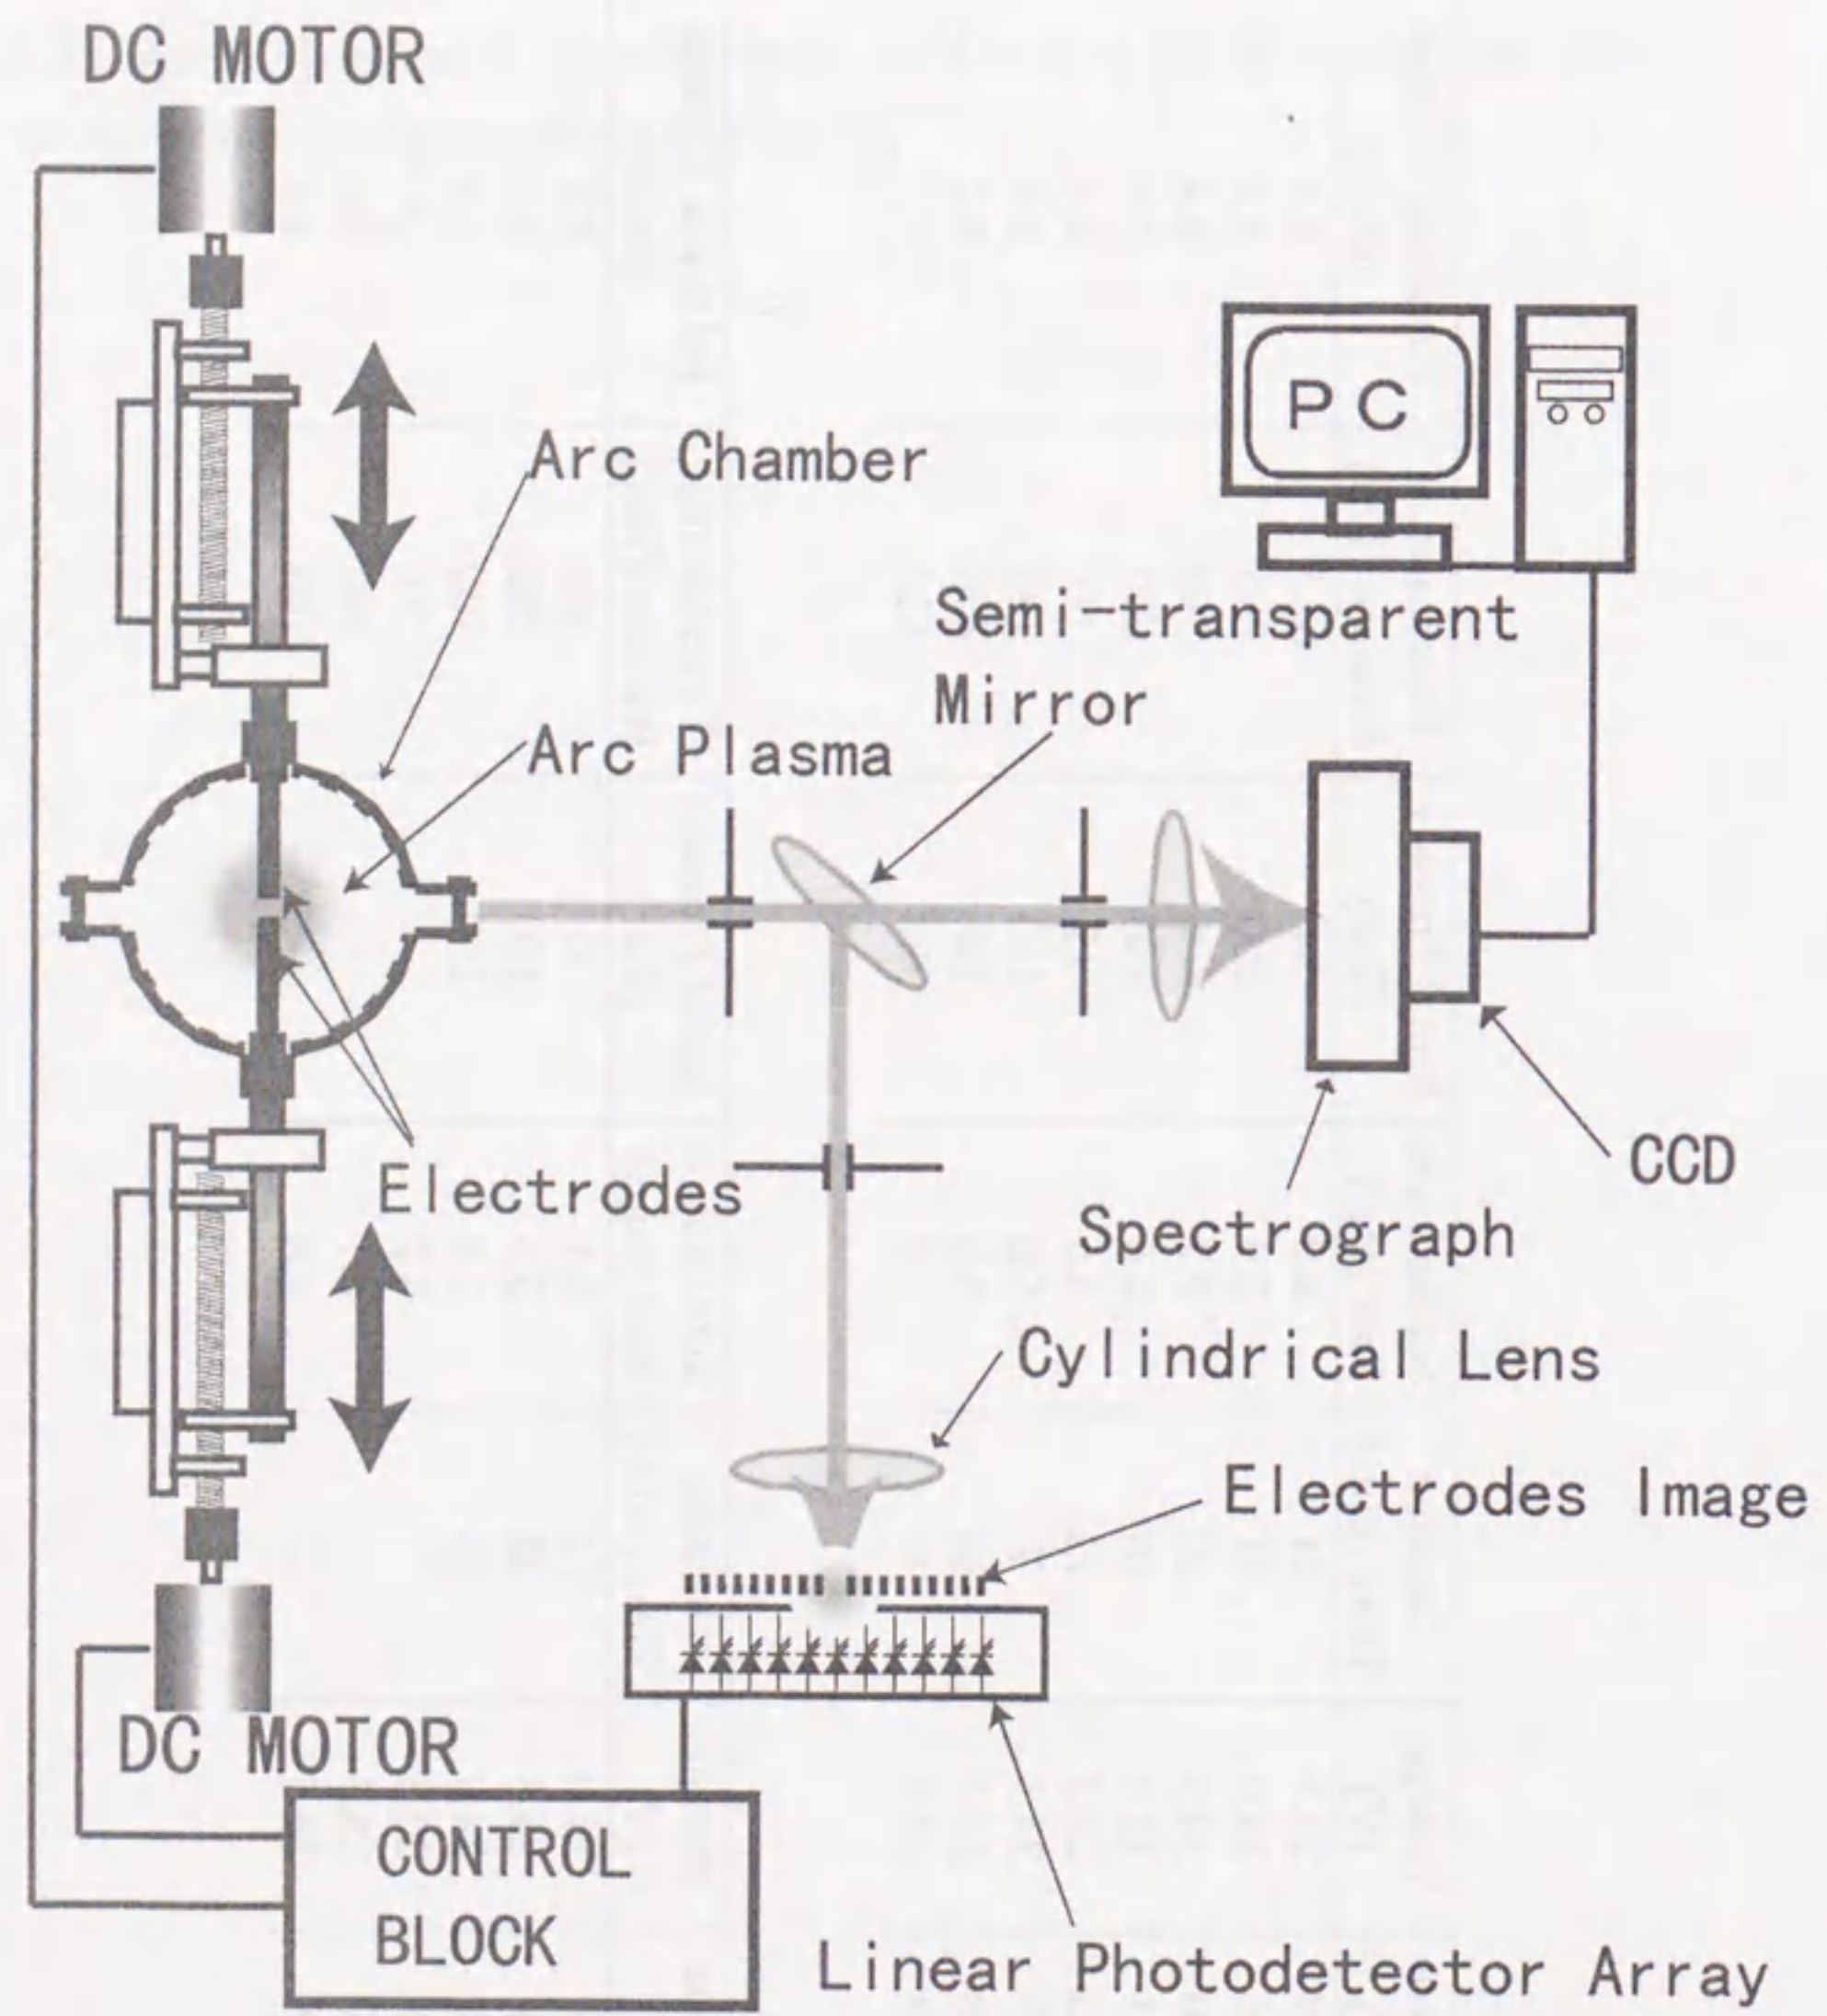 DC MOTOR
PC
Arc Chamber
Semi-transparent
Mirror
Arc Plasma
CCD
Electrodes
Spectrograph
Cylindrical Lens
Electrodes Image
DC MOTOR
CONTROL
BLOCK
Linear Photodetector Array